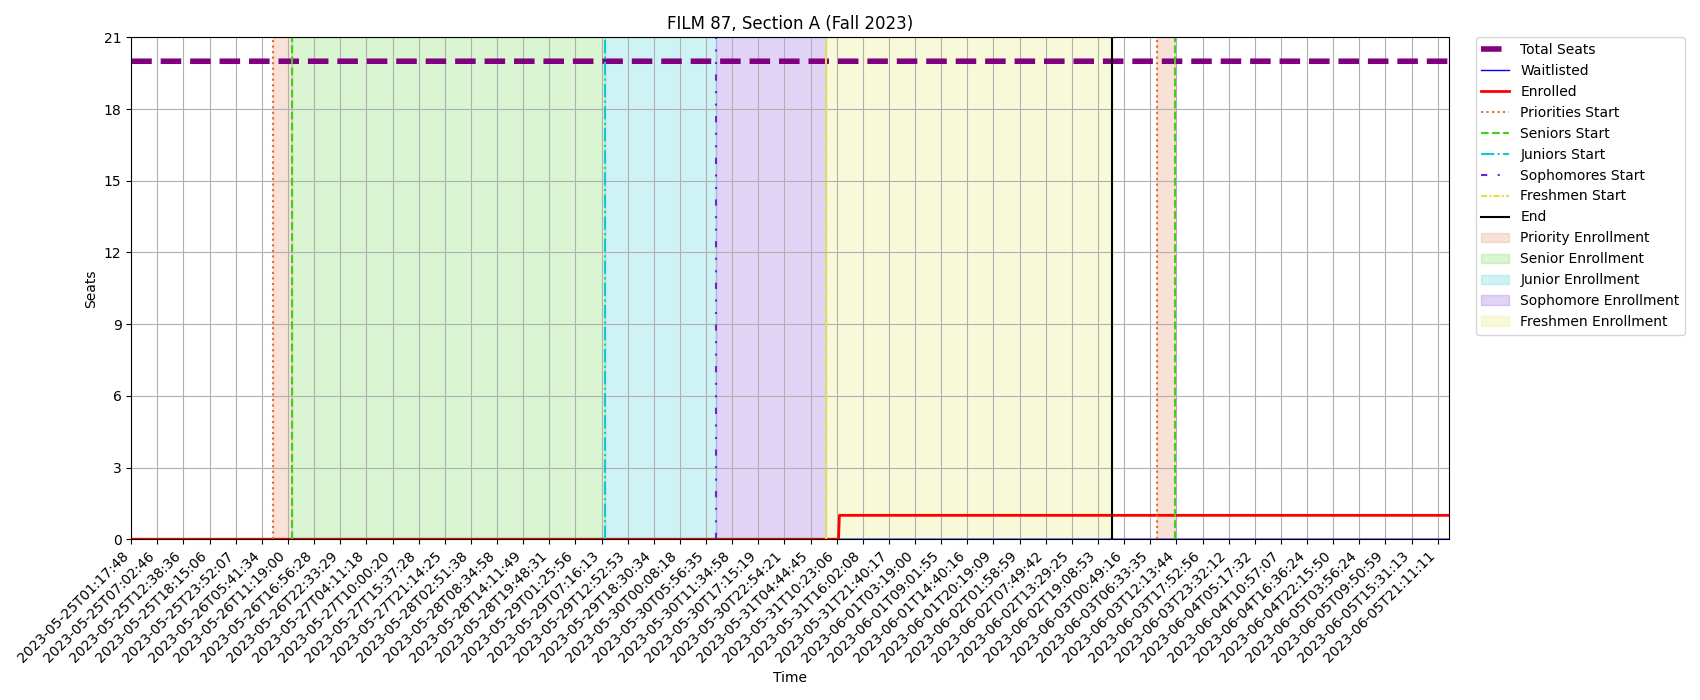 FILM 87, Section A (Fall 2023)
21
18
15
12
9
6
3
0
Seats
2023-05-25T01:17:48
2023-05-25T07:02:46
2023-05-25T12:38:36
2023-05-25T18:15:06
2023-05-25T23:52:07
2023-05-26T05:41:34
2023-05-26T11:19:00
2023-05-26T16:56:28
2023-05-26T22:33:29
2023-05-27T04:11:18
2023-05-27T10:00:20
2023-05-27T15:37:28
2023-05-27T21:14:25
2023-05-28T02:51:38
2023-05-28T08:34:58
2023-05-28T14:11:49
2023-05-28T19:48:31
2023-05-29T01:25:56
2023-05-29T07:16:13
2023-05-29T12:52:53
2023-05-29T18:30:34
2023-05-30T00:08:18
2023-05-30T05:56:35
2023-05-30T11:34:58
2023-05-30T17:15:19
2023-05-30T22:54:21
2023-05-31T04:44:45
2023-05-31T10:23:06
2023-05-31T16:02:08
2023-05-31T21:40:17
2023-06-01T03:19:00
2023-06-01T09:01:55
2023-06-01T14:40:16
2023-06-01T20:19:09
2023-06-02T01:58:59
2023-06-02T07:49:42
2023-06-02T13:29:25
2023-06-02T19:08:53
2023-06-03T00:49:16
2023-06-03T06:33:35
2023-06-03T12:13:44
2023-06-03T17:52:56
2023-06-03T23:32:12
2023-06-04T05:17:32
2023-06-04T10:57:07
2023-06-04T16:36:24
2023-06-04T22:15:50
2023-06-05T03:56:24
2023-06-05T09:50:59
2023-06-05T15:31:13
2023-06-05T21:11:11
Time
Total Seats
Waitlisted
Enrolled
Priorities Start
Seniors Start
Juniors Start
Sophomores Start
Freshmen Start
End
Priority Enrollment
Senior Enrollment
Junior Enrollment
Sophomore Enrollment
Freshmen Enrollment